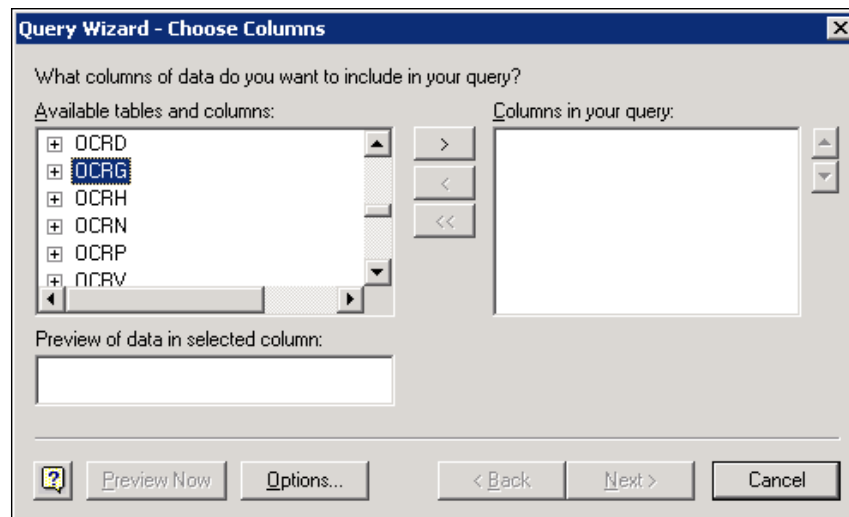 Query Wizard - Choose Columns
What columns of data do you want to include in your query?
Available tables and columns:
Columns in your query:
OCRD
OCRG
OCRH
OCRN
OCRP
OCRV
>
<
<<
Preview of data in selected column:
Preview Now
Options...
< Back
Next >
Cancel